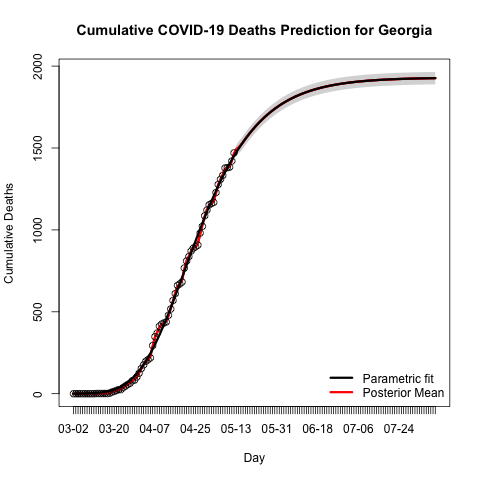 Cumulative COVID-19 Deaths Prediction for Georgia
Cumulative Deaths
2000
1500
1000
500
0
Parametric fit
Posterior Mean
03-02 03-20 04-07 04-25 05-13 05-31 06-18 07-06 07-24
Day